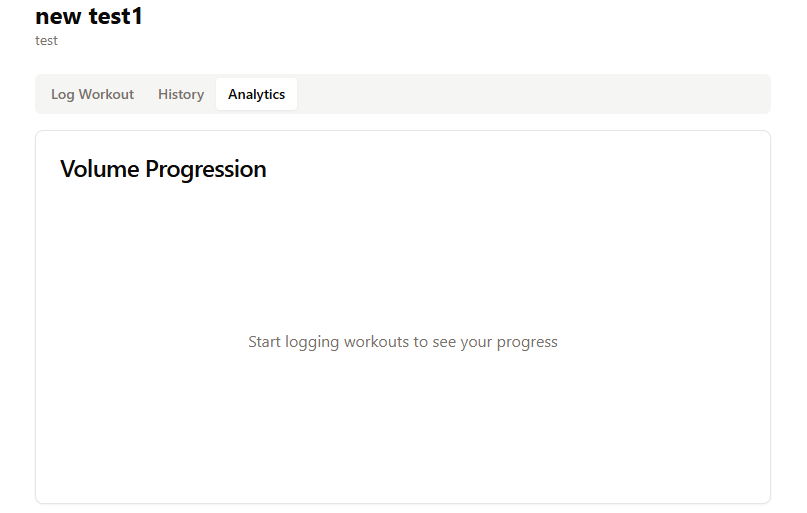 new test1
test
Log Workout History Analytics
Volume Progression
Start logging workouts to see your progress